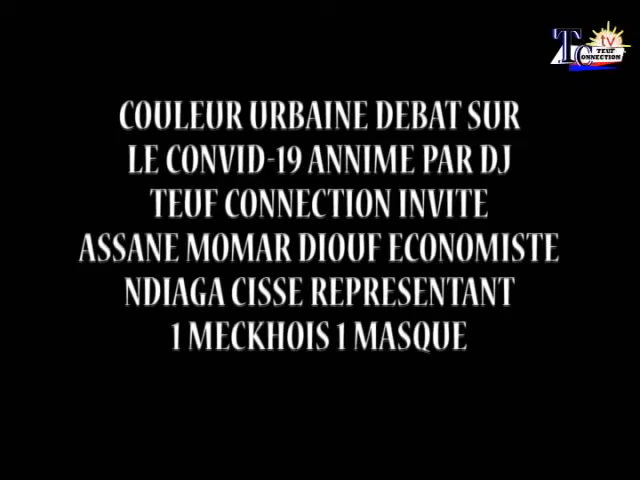 TC tv
TEUF
CONNECTION
COULEUR URBAINE DEBAT SUR
LE CONVID-19 ANNIME PAR DJ
TEUF CONNECTION INVITE
ASSANE MOMAR DIOUF ECONOMISTE
NDIAGA CISSE REPRESENTANT
1 MECKHOIS 1 MASQUE